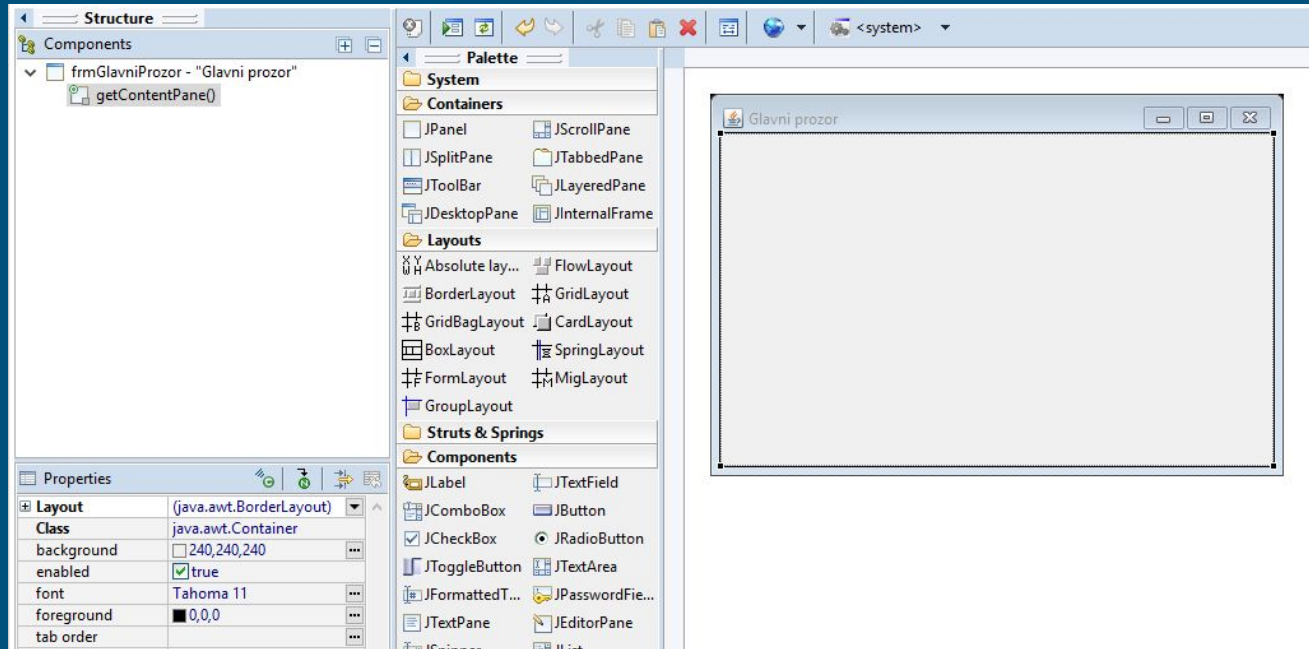 Structure
Components
frmGlavniProzor - "Glavni prozor"
getContentPane()
Properties
Layout (java.awt.BorderLayout)
Class java.awt.Container
background 240,240,240
enabled true
font Tahoma 11
foreground 0,0,0
tab order
<system>
Palette
System
Containers
JPanel JScrollPane
JSplitPane JTabbedPane
JToolBar JLayeredPane
JDesktopPane JInternalFrame
Layouts
Absolute lay... FlowLayout
BorderLayout GridLayout
GridBagLayout CardLayout
BoxLayout SpringLayout
FormLayout MigLayout
GroupLayout
Struts & Springs
Components
JLabel JTextField
JComboBox JButton
JCheckBox JRadioButton
JToggleButton JTextArea
JFormattedT... JPasswordFie...
JTextPane JEditorPane
JSpinner JList
Glavni prozor